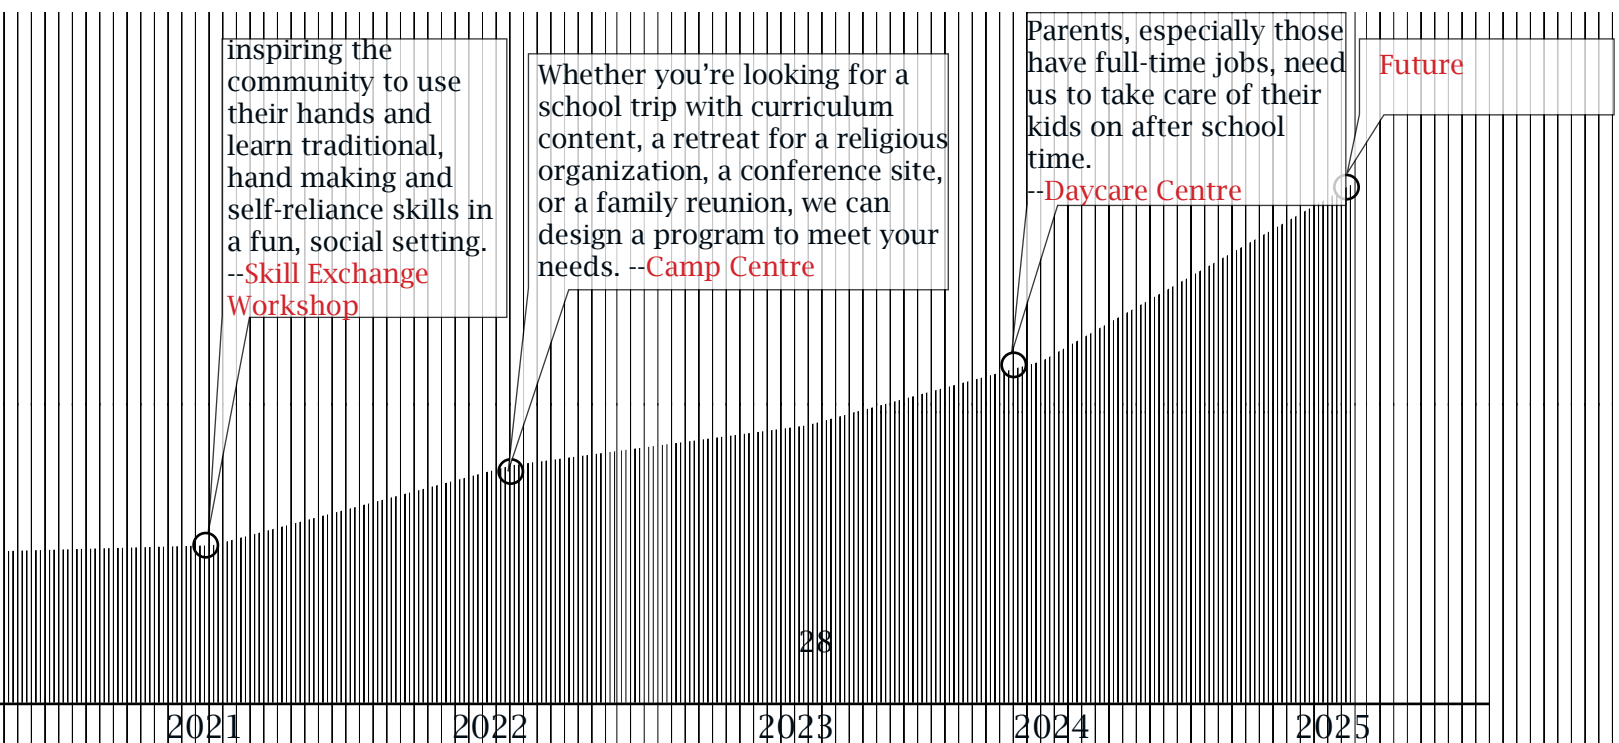 inspiring the
community to use
their hands and
learn traditional,
hand making and
self-reliance skills in
a fun, social setting.
--Skill Exchange
Workshop
Whether you’re looking for a
school trip with curriculum
content, a retreat for a religious
organization, a conference site,
or a family reunion, we can
design a program to meet your
needs. --Camp Centre
Parents, especially those
have full-time jobs, need
us to take care of their
kids on after school
time.
--Daycare Centre
Future
28
2021 2022 2023 2024 2025